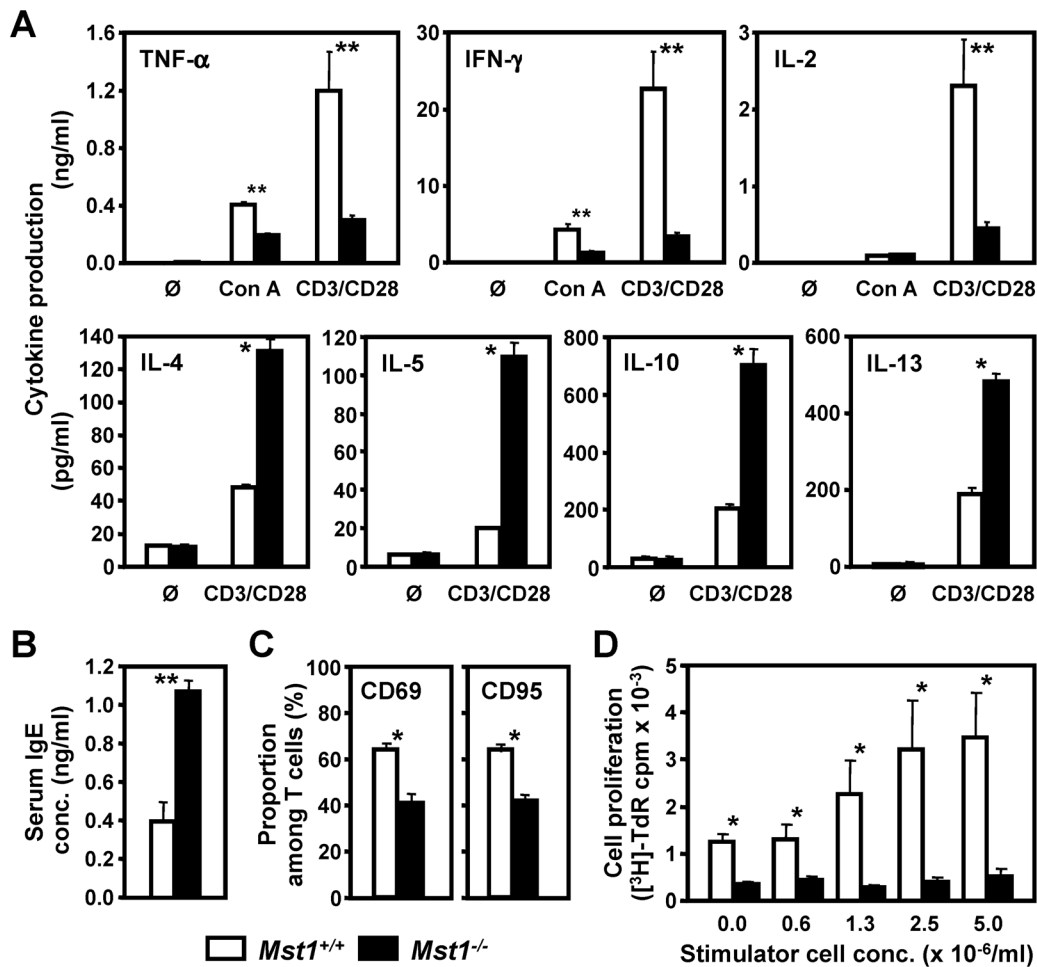 A
Cytokine production
(ng/ml)
(pg/ml)
TNF-α
1.6
1.2
0.8
0.4
0.0
Ø Con A CD3/CD28
**
**
IFN-γ
30
20
10
0
Ø Con A CD3/CD28
**
**
IL-2
3
2
1
0
Ø Con A CD3/CD28
**
IL-4
140
120
100
80
60
40
20
0
Ø CD3/CD28
*
IL-5
120
100
80
60
40
20
0
Ø CD3/CD28
*
IL-10
800
600
400
200
0
Ø CD3/CD28
*
IL-13
600
400
200
0
Ø CD3/CD28
*
B
Serum IgE
conc. (ng/ml)
1.2
1.0
0.8
0.6
0.4
0.2
0.0
**
C
Proportion
among T cells (%)
100
80
60
40
20
0
CD69
*
CD95
*
D
Cell proliferation
([³H]-TdR cpm x 10⁻³)
5
4
3
2
1
0
* * * * *
0.0 0.6 1.3 2.5 5.0
Stimulator cell conc. (x 10⁻⁶/ml)
Mst1⁺/⁺ Mst1⁻/⁻